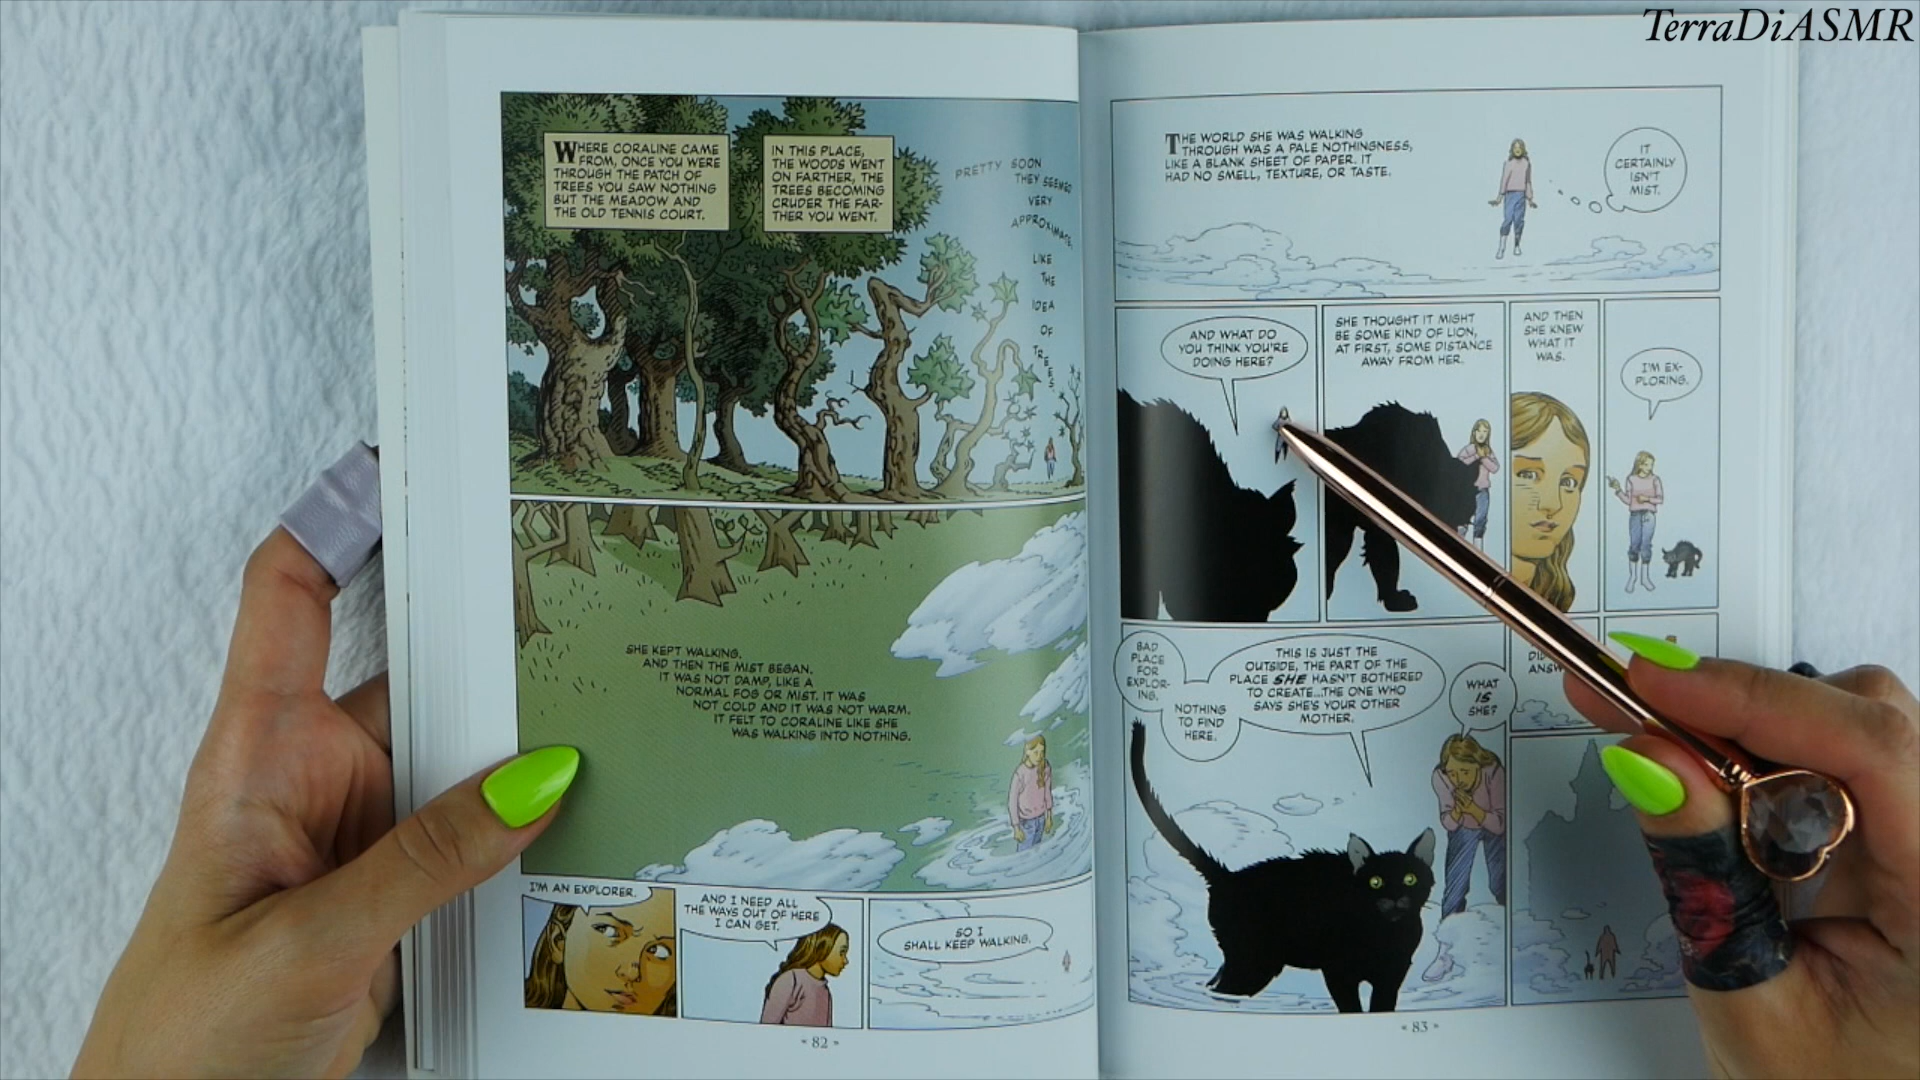 TerraDiASMR
WHERE CORALINE CAME
FROM, ONCE YOU WERE
THROUGH THE PATCH OF
TREES YOU SAW NOTHING
BUT THE MEADOW AND
THE OLD TENNIS COURT.
IN THIS PLACE,
THE WOODS WENT
ON FARTHER, THE
TREES BECOMING
CRUDER THE FAR-
THER YOU WENT.
PRETTY SOON
THEY SEEMED
VERY
APPROXIMATE,
LIKE
THE
IDEA
OF
TREES.
SHE KEPT WALKING.
AND THEN THE MIST BEGAN.
IT WAS NOT DAMP, LIKE A
NORMAL FOG OR MIST. IT WAS
NOT COLD AND IT WAS NOT WARM.
IT FELT TO CORALINE LIKE SHE
WAS WALKING INTO NOTHING.
I'M AN EXPLORER.
AND I NEED ALL
THE WAYS OUT OF HERE
I CAN GET.
SO I
SHALL KEEP WALKING.
« 82 »
THE WORLD SHE WAS WALKING
THROUGH WAS A PALE NOTHINGNESS,
LIKE A BLANK SHEET OF PAPER. IT
HAD NO SMELL, TEXTURE, OR TASTE.
IT
CERTAINLY
ISN'T
MIST.
AND WHAT DO
YOU THINK YOU'RE
DOING HERE?
SHE THOUGHT IT MIGHT
BE SOME KIND OF LION,
AT FIRST, SOME DISTANCE
AWAY FROM HER.
AND THEN
SHE KNEW
WHAT IT
WAS.
I'M EX-
PLORING.
BAD
PLACE
FOR
EXPLOR-
ING.
NOTHING
TO FIND
HERE.
THIS IS JUST THE
OUTSIDE, THE PART OF THE
PLACE SHE HASN'T BOTHERED
TO CREATE...THE ONE WHO
SAYS SHE'S YOUR OTHER
MOTHER.
WHAT
IS
SHE?
« 83 »